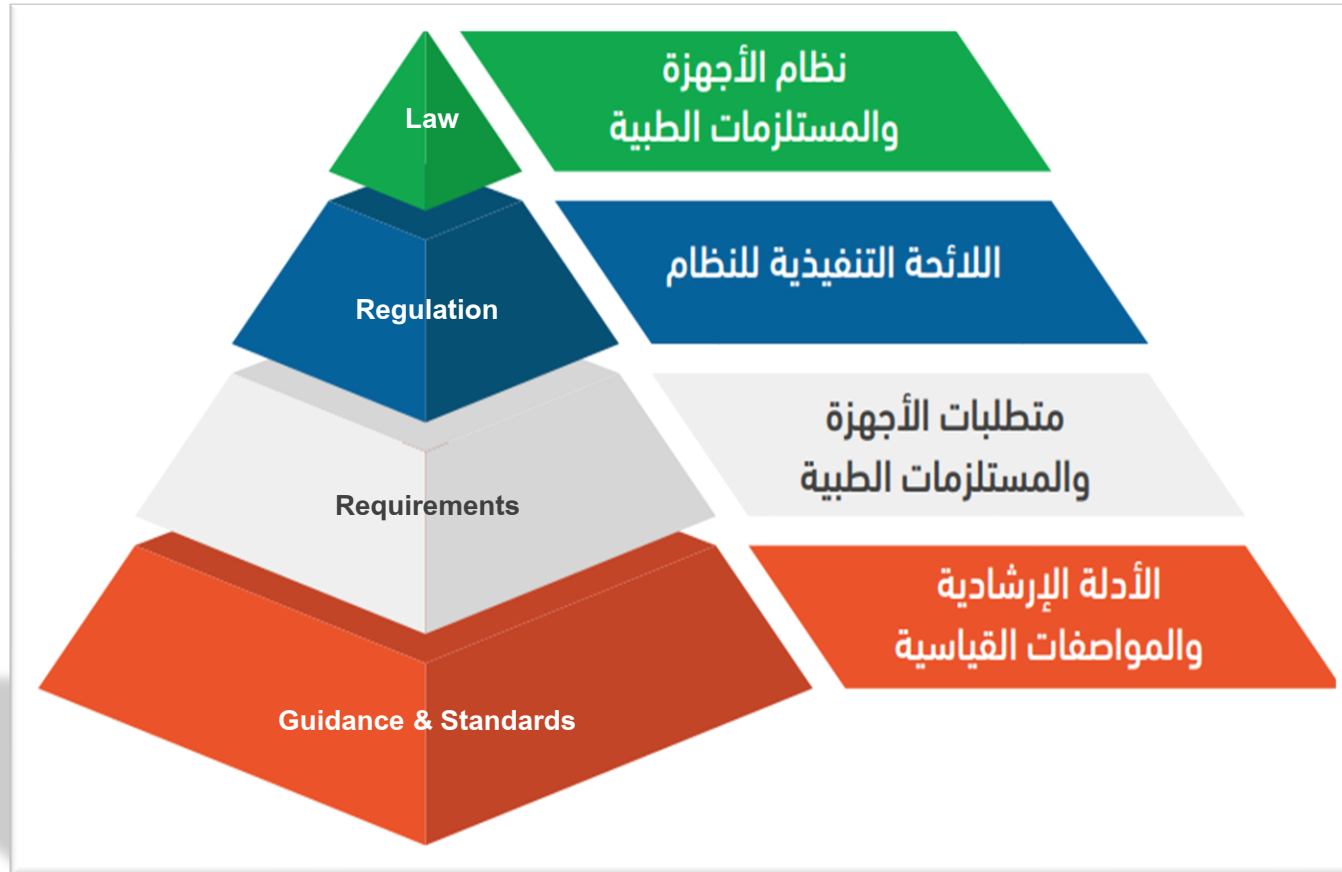 Law
نظام الأجهزة
والمستلزمات الطبية
Regulation
اللائحة التنفيذية للنظام
Requirements
متطلبات الأجهزة
والمستلزمات الطبية
Guidance & Standards
الأدلة الإرشادية
والمواصفات القياسية